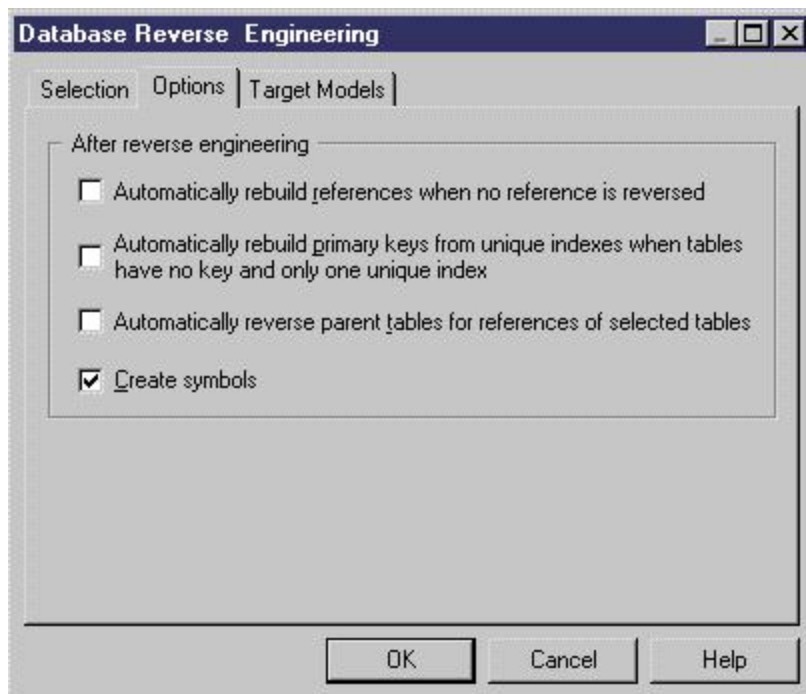 Database Reverse Engineering
Selection
Options
Target Models
After reverse engineering
Automatically rebuild references when no reference is reversed
Automatically rebuild primary keys from unique indexes when tables
have no key and only one unique index
Automatically reverse parent tables for references of selected tables
Create symbols
OK
Cancel
Help